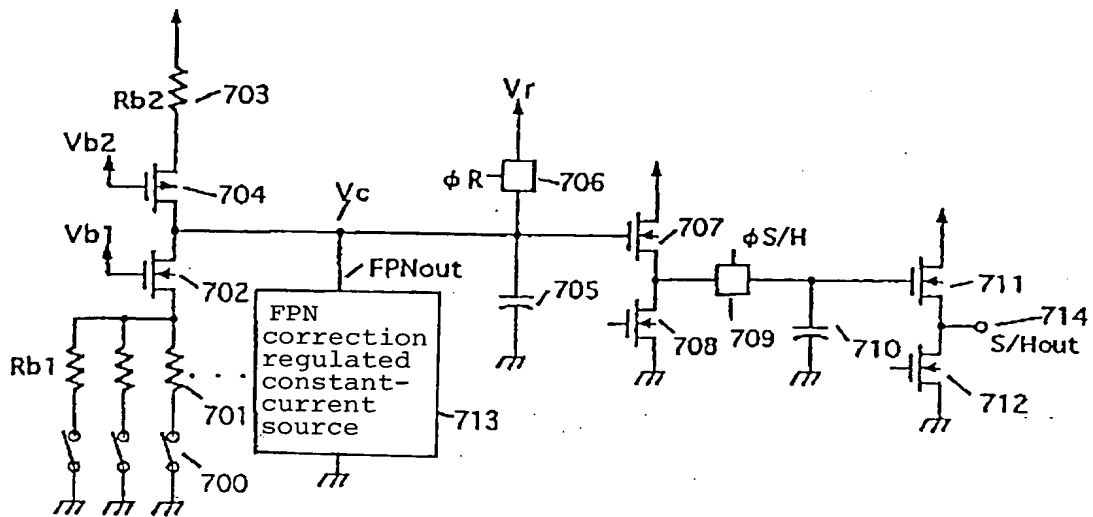 Rb2
703
Vb2
704
Vb1
702
Rb1
701
700
Vc
FPNout
FPN
correction
regulated
constant-
current
source
713
Vr
φR
706
705
707
708
φS/H
709
710
711
714
S/Hout
712